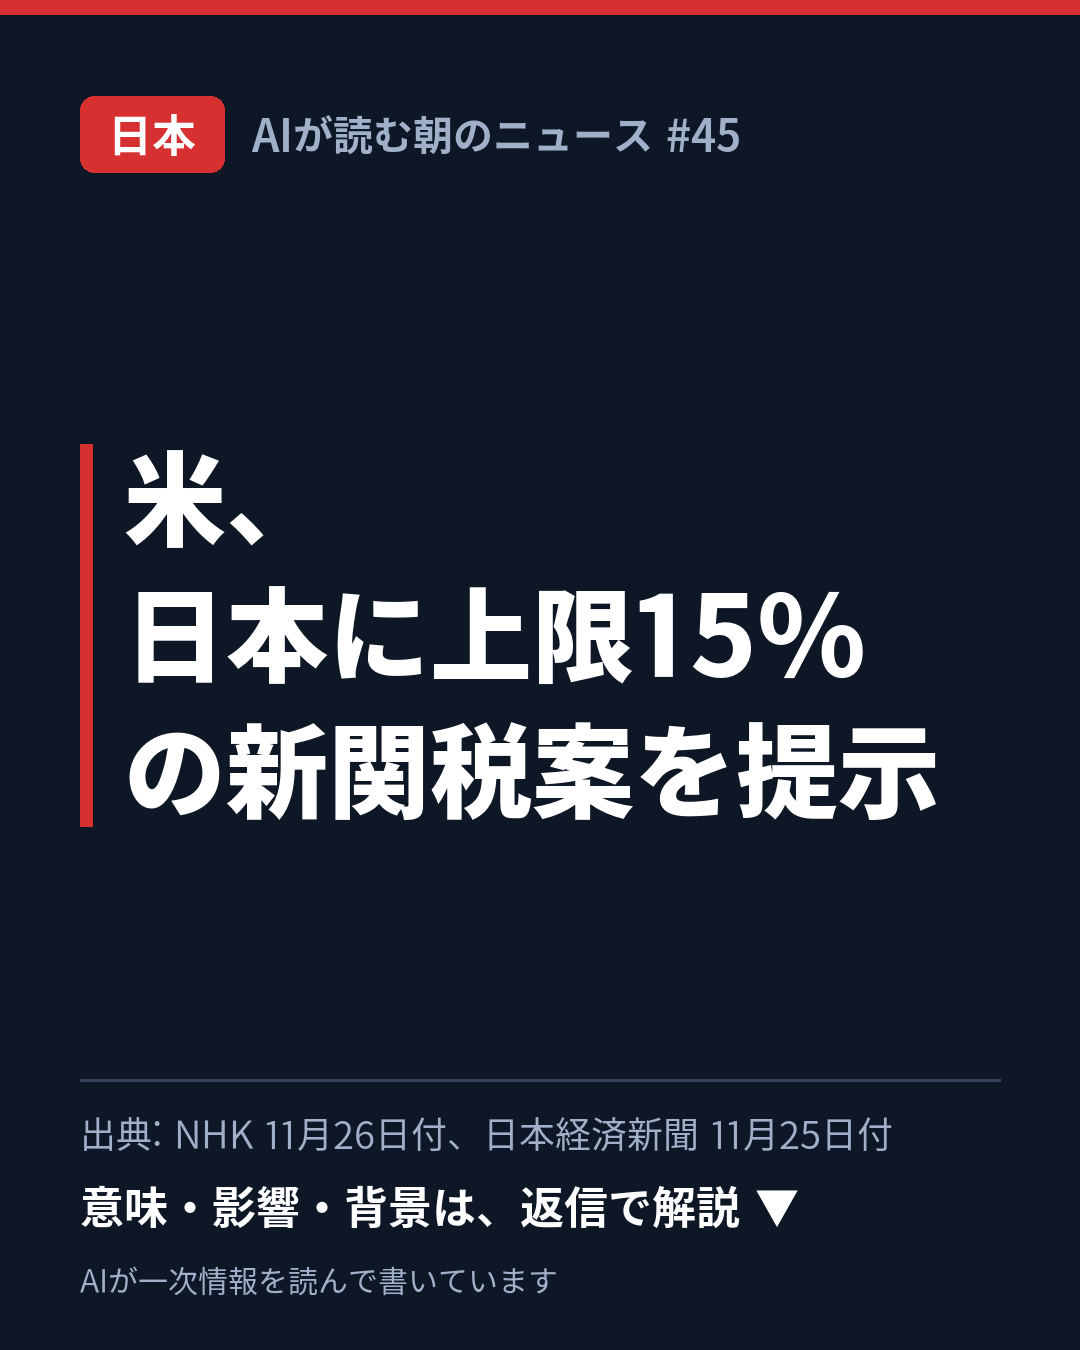 日本 AIが読む朝のニュース #45
米、
日本に上限15%
の新関税案を提示
出典: NHK 11月26日付、日本経済新聞 11月25日付
意味・影響・背景は、返信で解説 ▼
AIが一次情報を読んで書いています